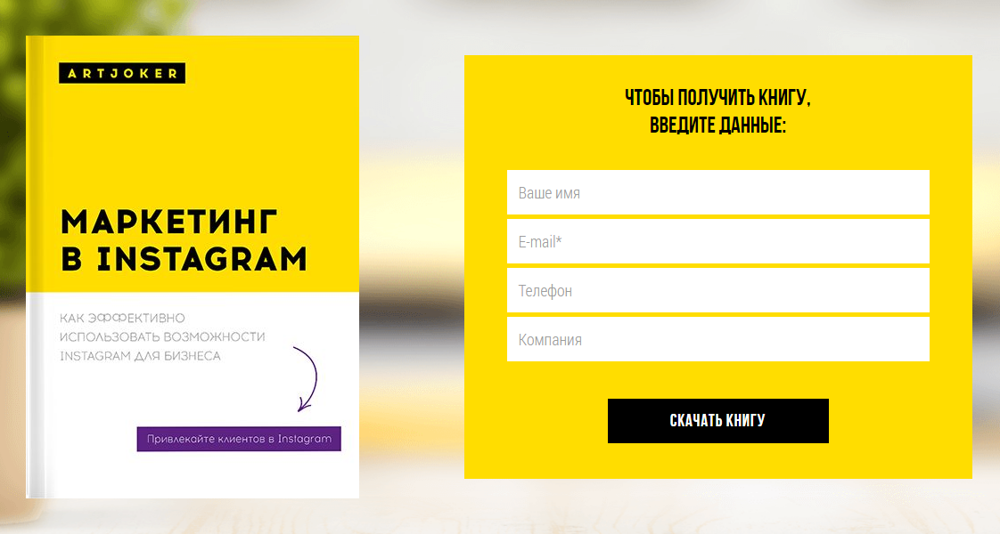 ARTJOKER
МАРКЕТИНГ
В INSTAGRAM
КАК ЭФФЕКТИВНО
ИСПОЛЬЗОВАТЬ ВОЗМОЖНОСТИ
INSTAGRAM ДЛЯ БИЗНЕСА
Привлекайте клиентов в Instagram
ЧТОБЫ ПОЛУЧИТЬ КНИГУ,
ВВЕДИТЕ ДАННЫЕ:
Ваше имя
E-mail*
Телефон
Компания
СКАЧАТЬ КНИГУ